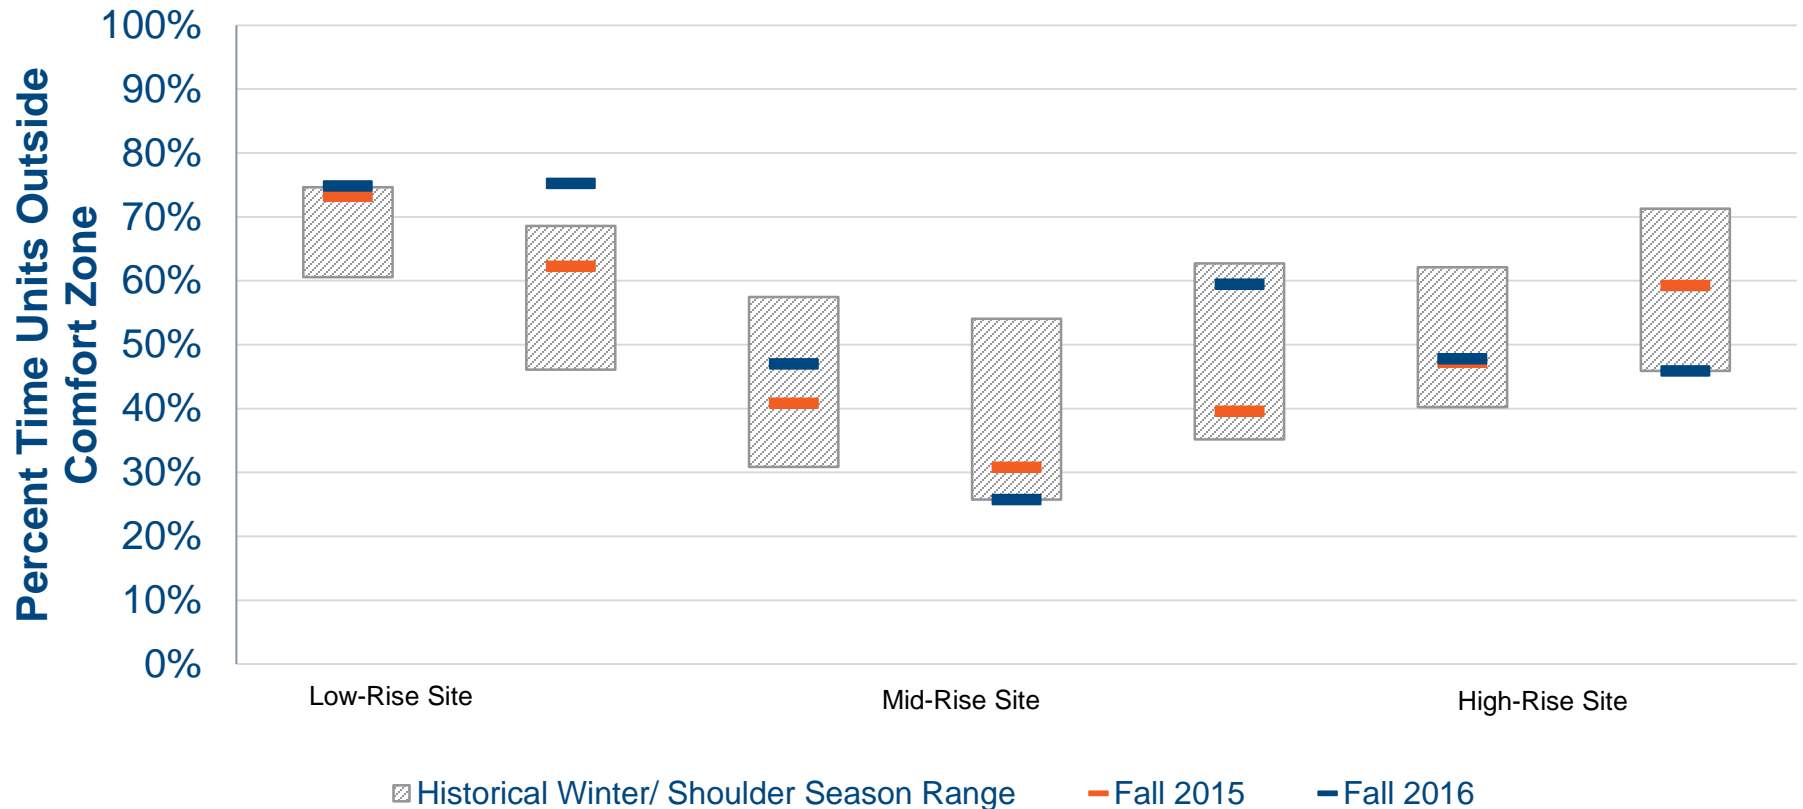 Percent Time Units Outside
Comfort Zone
100%
90%
80%
70%
60%
50%
40%
30%
20%
10%
0%
Low-Rise Site
Mid-Rise Site
High-Rise Site
Historical Winter/ Shoulder Season Range
Fall 2015
Fall 2016